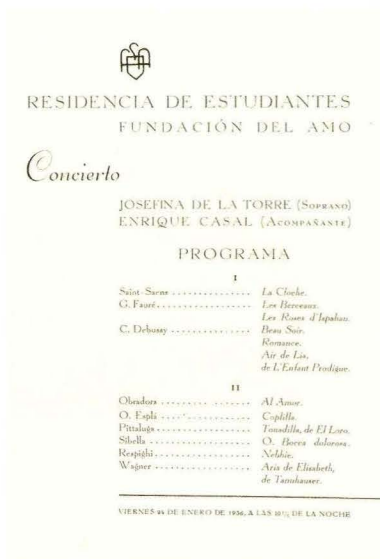 RESIDENCIA DE ESTUDIANTES
FUNDACIÓN DEL AMO
Concierto
JOSEFINA DE LA TORRE (SOPRANO)
ENRIQUE CASAL (ACOMPAÑANTE)
PROGRAMA
I
Saint-Saens .............. La Cloche.
G. Fauré ................ Les Berceaux.
Les Roses d'Ispahan.
C. Debussy .............. Beau Soir.
Romance.
Air de Lia,
de L'Enfant Prodigue.
II
Obradors ................ Al Amor.
O. Esplá ................ Coplilla.
Pittaluga ............... Tonadilla, de El Loro.
Sibella ................. O. Bocca dolorosa.
Respighi ................ Nebbie.
Wagner .................. Aria de Elisabeth,
de Tannhauser.
VIERNES 24 DE ENERO DE 1936, A LAS 10½ DE LA NOCHE